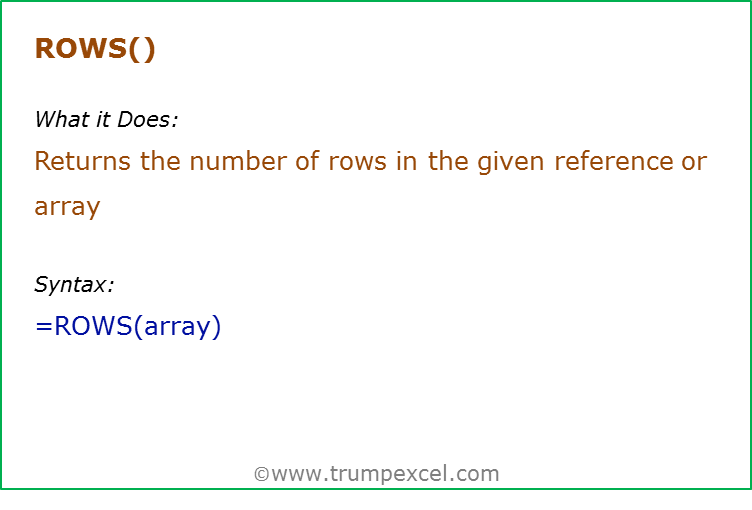 ROWS()
What it Does:
Returns the number of rows in the given reference or
array
Syntax:
=ROWS(array)
©www.trumpexcel.com